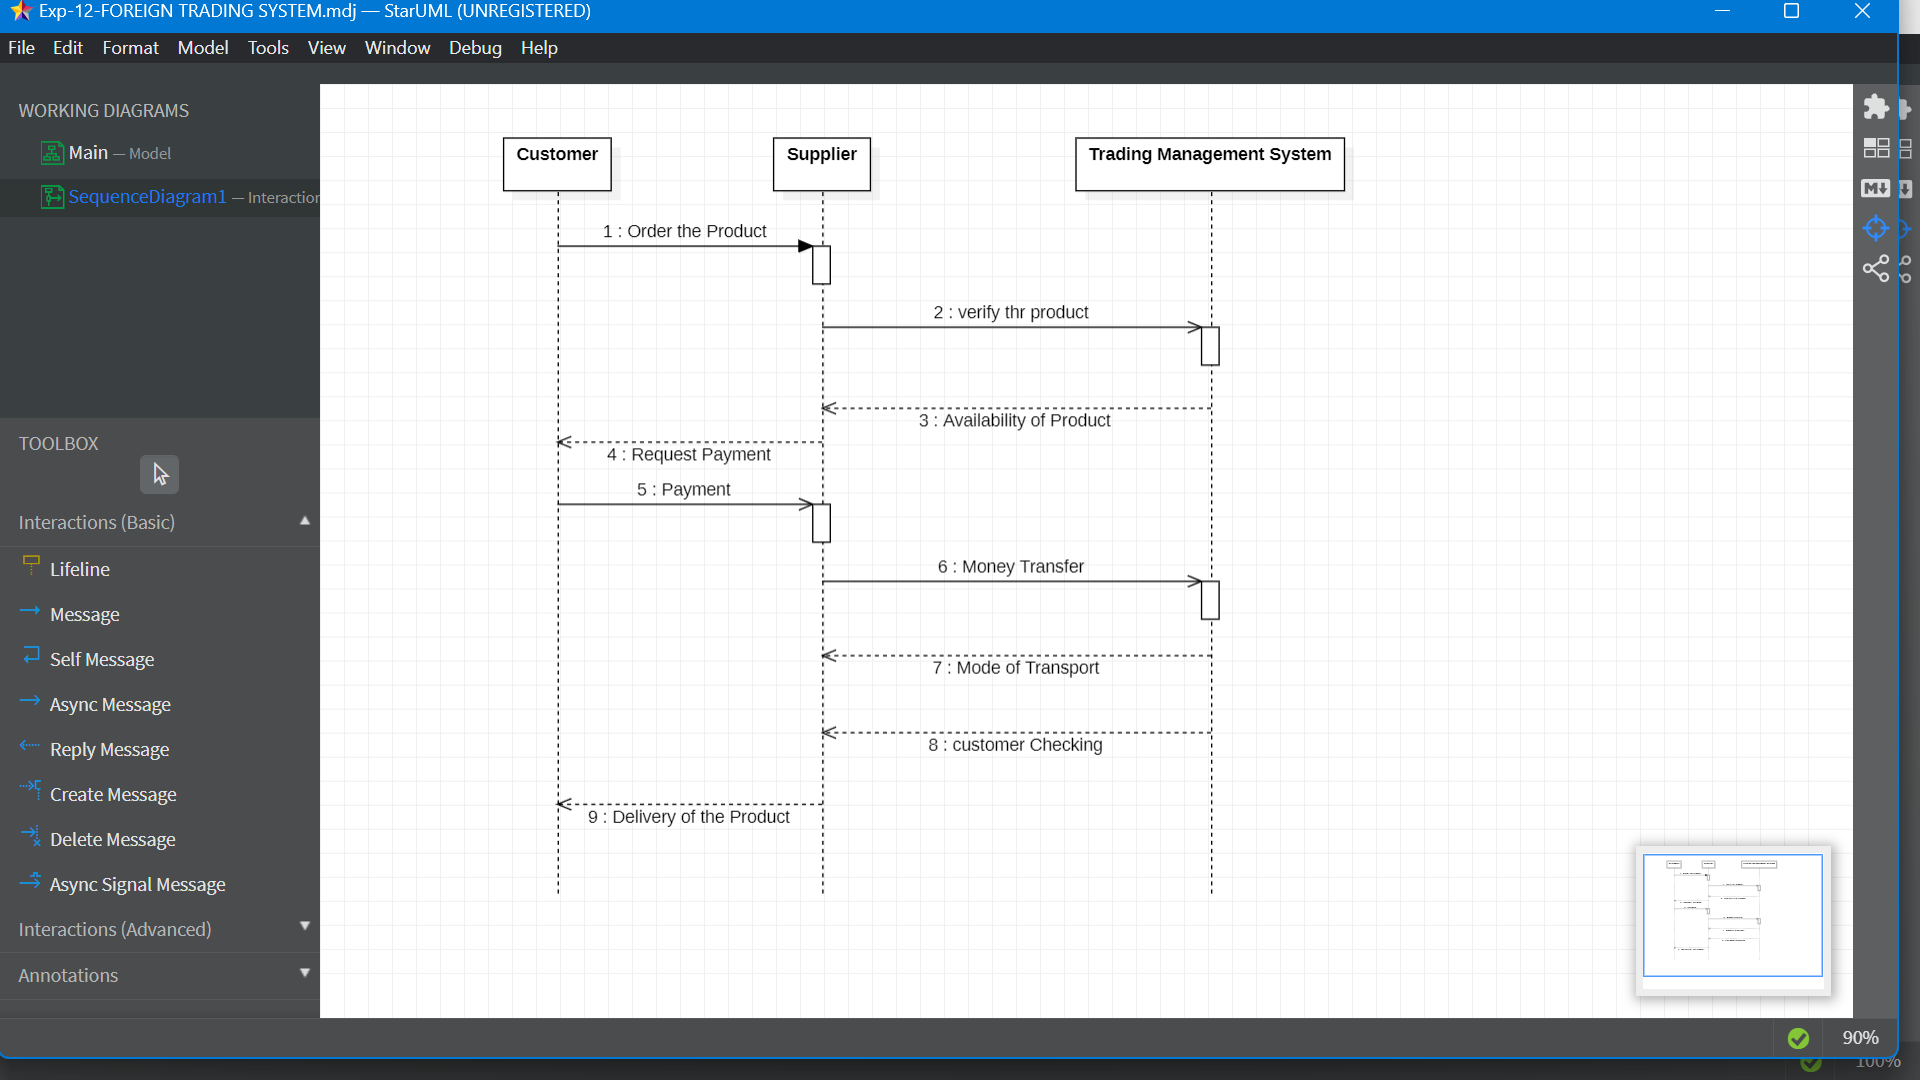 Exp-12-FOREIGN TRADING SYSTEM.mdj — StarUML (UNREGISTERED)
File Edit Format Model Tools View Window Debug Help
WORKING DIAGRAMS
Main — Model
SequenceDiagram1 — Interaction
TOOLBOX
Interactions (Basic)
Lifeline
Message
Self Message
Async Message
Reply Message
Create Message
Delete Message
Async Signal Message
Interactions (Advanced)
Annotations
Customer
Supplier
Trading Management System
1 : Order the Product
2 : verify thr product
3 : Availability of Product
4 : Request Payment
5 : Payment
6 : Money Transfer
7 : Mode of Transport
8 : customer Checking
9 : Delivery of the Product
M
90%
100%